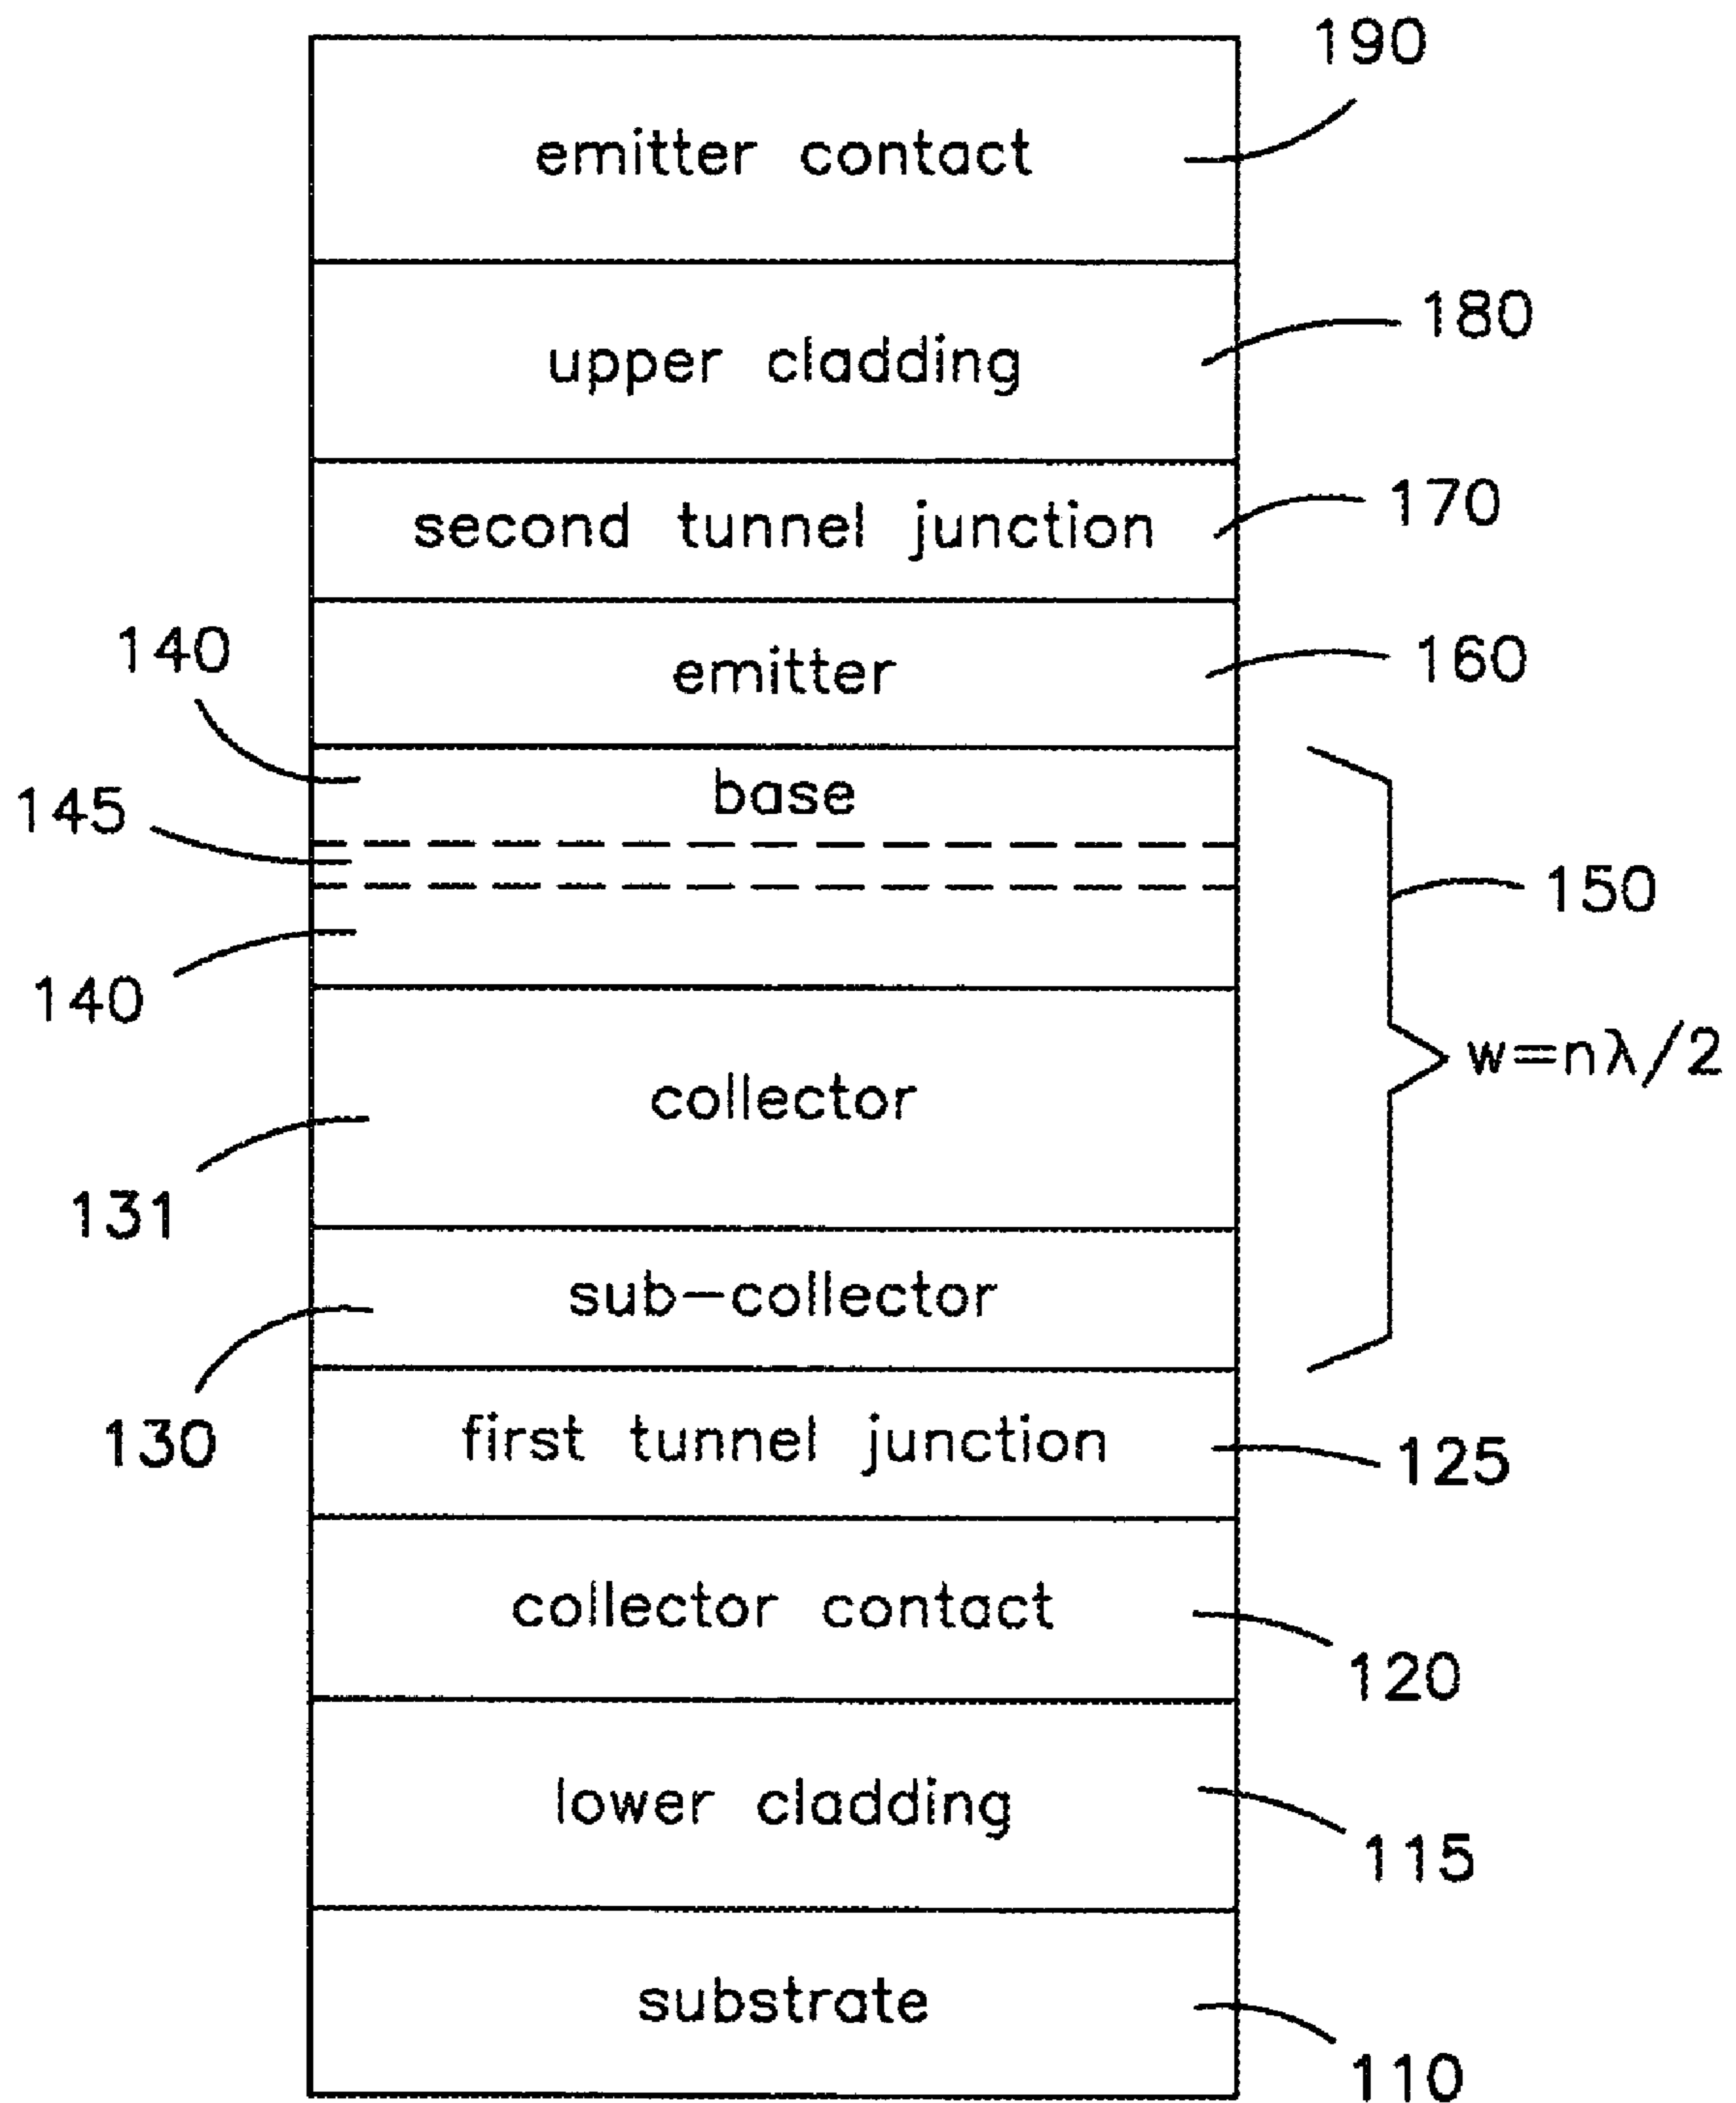 190
emitter contact
180
upper cladding
170
second tunnel junction
140
emitter
160
145
base
150
140
w=nλ/2
collector
131
sub-collector
130
first tunnel junction
125
collector contact
120
lower cladding
115
substrate
110